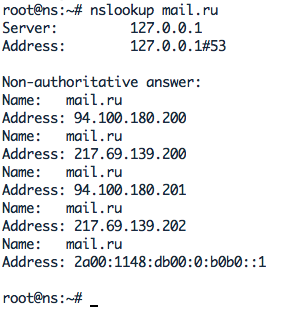 root@ns:~# nslookup mail.ru
Server:         127.0.0.1
Address:        127.0.0.1#53

Non-authoritative answer:
Name:   mail.ru
Address: 94.100.180.200
Name:   mail.ru
Address: 217.69.139.200
Name:   mail.ru
Address: 94.100.180.201
Name:   mail.ru
Address: 217.69.139.202
Name:   mail.ru
Address: 2a00:1148:db00:0:b0b0::1

root@ns:~# _